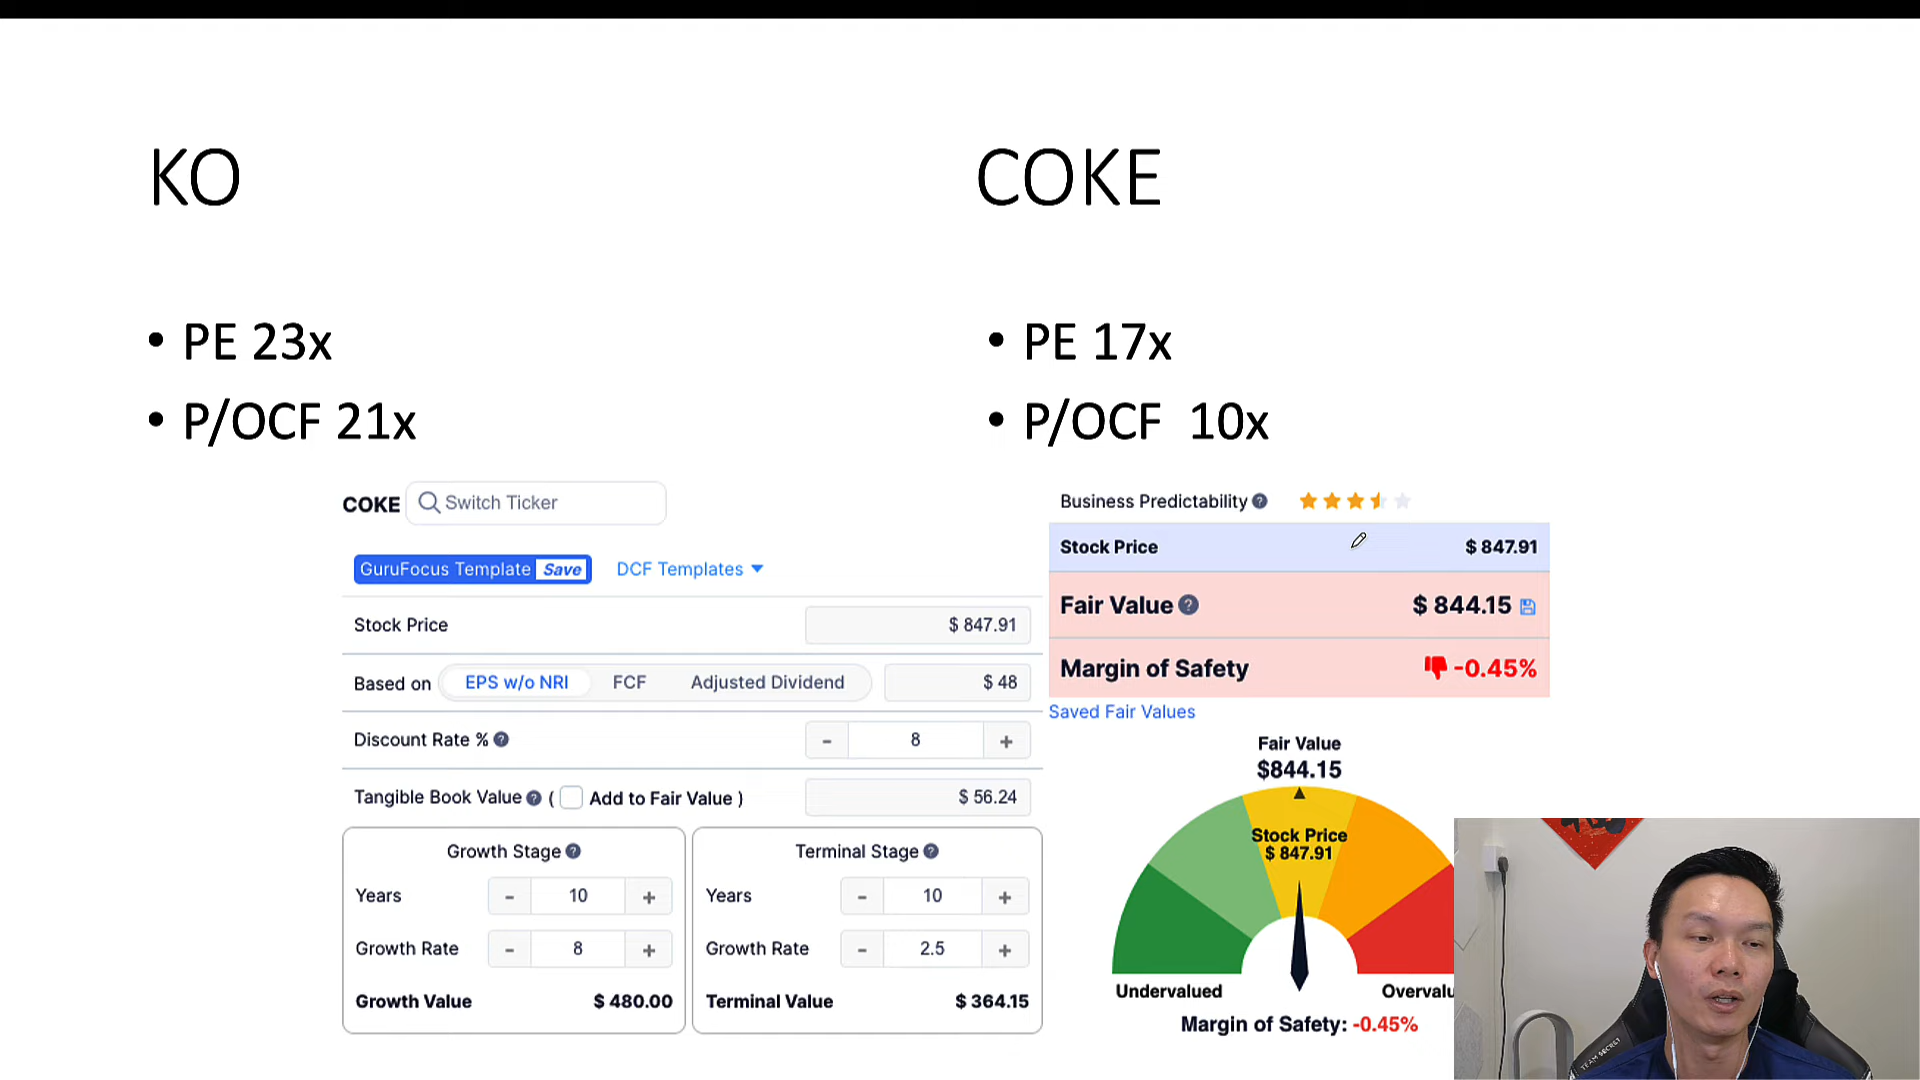 KO
COKE
• PE 23x
• P/OCF 21x
• PE 17x
• P/OCF 10x
COKE Switch Ticker
GuruFocus Template Save DCF Templates
Stock Price $ 847.91
Based on EPS w/o NRI FCF Adjusted Dividend $ 48
Discount Rate % ? - 8 +
Tangible Book Value ? ( Add to Fair Value ) $ 56.24
Growth Stage ?
Years - 10 +
Growth Rate - 8 +
Growth Value $ 480.00
Terminal Stage ?
Years - 10 +
Growth Rate - 2.5 +
Terminal Value $ 364.15
Business Predictability ?
Stock Price $ 847.91
Fair Value ? $ 844.15
Margin of Safety -0.45%
Saved Fair Values
Fair Value
$844.15
Stock Price
$ 847.91
Undervalued Overvalu
Margin of Safety: -0.45%
TEAM SECRET